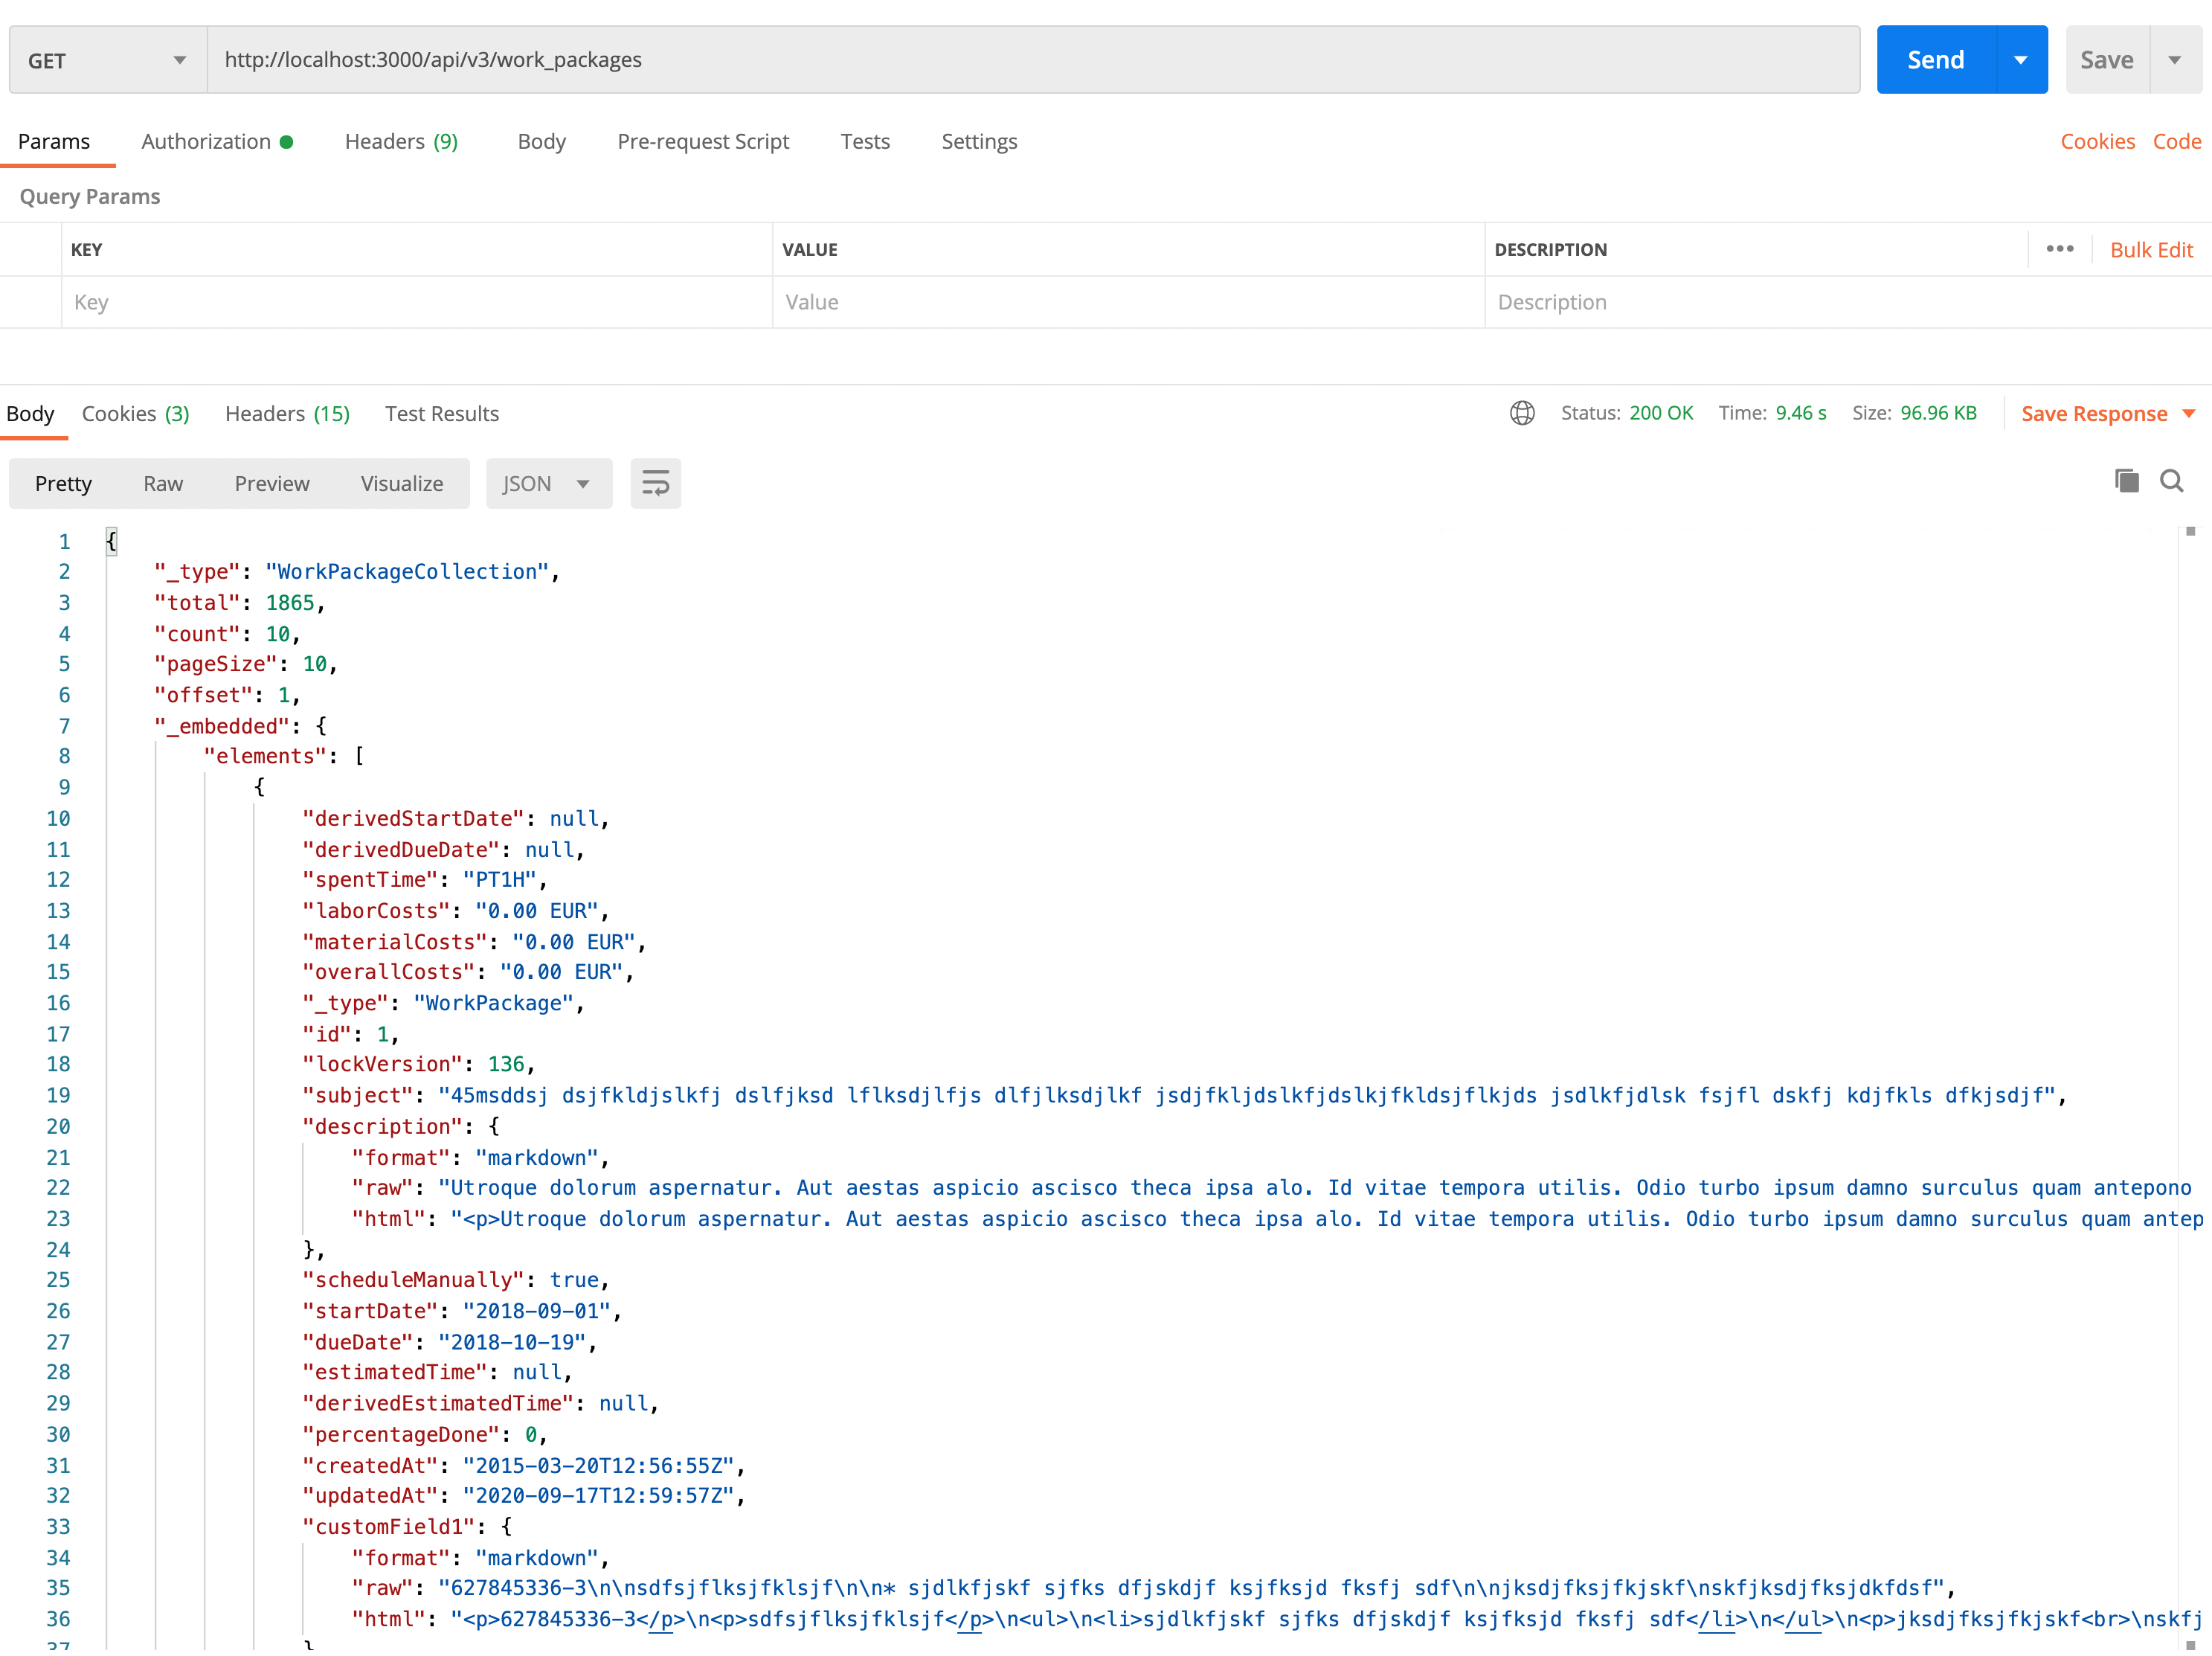 GET http://localhost:3000/api/v3/work_packages Send Save
Params Authorization Headers (9) Body Pre-request Script Tests Settings Cookies Code
Query Params
KEY VALUE DESCRIPTION ••• Bulk Edit
Key Value Description
Body Cookies (3) Headers (15) Test Results Status: 200 OK Time: 9.46 s Size: 96.96 KB Save Response
Pretty Raw Preview Visualize JSON
1 {
2 "_type": "WorkPackageCollection",
3 "total": 1865,
4 "count": 10,
5 "pageSize": 10,
6 "offset": 1,
7 "_embedded": {
8 "elements": [
9 {
10 "derivedStartDate": null,
11 "derivedDueDate": null,
12 "spentTime": "PT1H",
13 "laborCosts": "0.00 EUR",
14 "materialCosts": "0.00 EUR",
15 "overallCosts": "0.00 EUR",
16 "_type": "WorkPackage",
17 "id": 1,
18 "lockVersion": 136,
19 "subject": "45msddsj dsjfkldjslkfj dslfjksd lflksdjlfjs dlfjlksdjlkf jsdjfkljdslkfjdslkjfkldsjflkjds jsdlkfjdlsk fsjfl dskfj kdjfkls dfkjsdjf",
20 "description": {
21 "format": "markdown",
22 "raw": "Utroque dolorum aspernatur. Aut aestas aspicio ascisco theca ipsa alo. Id vitae tempora utilis. Odio turbo ipsum damno surculus quam antepono
23 "html": "<p>Utroque dolorum aspernatur. Aut aestas aspicio ascisco theca ipsa alo. Id vitae tempora utilis. Odio turbo ipsum damno surculus quam antep
24 },
25 "scheduleManually": true,
26 "startDate": "2018-09-01",
27 "dueDate": "2018-10-19",
28 "estimatedTime": null,
29 "derivedEstimatedTime": null,
30 "percentageDone": 0,
31 "createdAt": "2015-03-20T12:56:55Z",
32 "updatedAt": "2020-09-17T12:59:57Z",
33 "customField1": {
34 "format": "markdown",
35 "raw": "627845336-3\n\nsdfsjflksjfklsjf\n\n* sjdlkfjskf sjfks dfjskdjf ksjfksjd fksfj sdf\n\njksdjfksjfkjskf\nskfjksdjfksjdkfdsf",
36 "html": "<p>627845336-3</p>\n<p>sdfsjflksjfklsjf</p>\n<ul>\n<li>sjdlkfjskf sjfks dfjskdjf ksjfksjd fksfj sdf</li>\n</ul>\n<p>jksdjfksjfkjskf<br>\nskfj
37 }